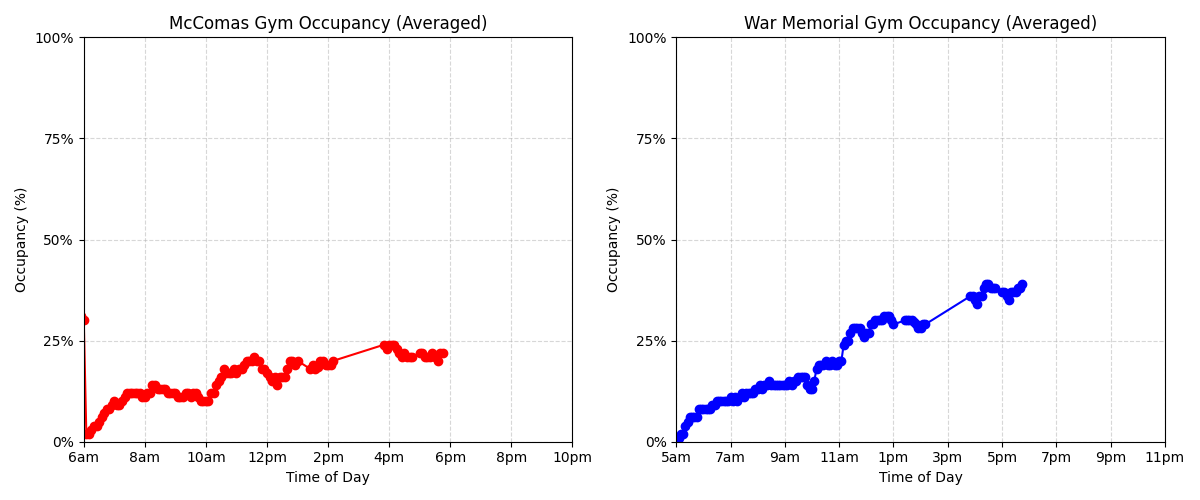 McComas Gym Occupancy (Averaged)
100%
75%
50%
25%
0%
Occupancy (%)
6am 8am 10am 12pm 2pm 4pm 6pm 8pm 10pm
Time of Day
War Memorial Gym Occupancy (Averaged)
100%
75%
50%
25%
0%
Occupancy (%)
5am 7am 9am 11am 1pm 3pm 5pm 7pm 9pm 11pm
Time of Day